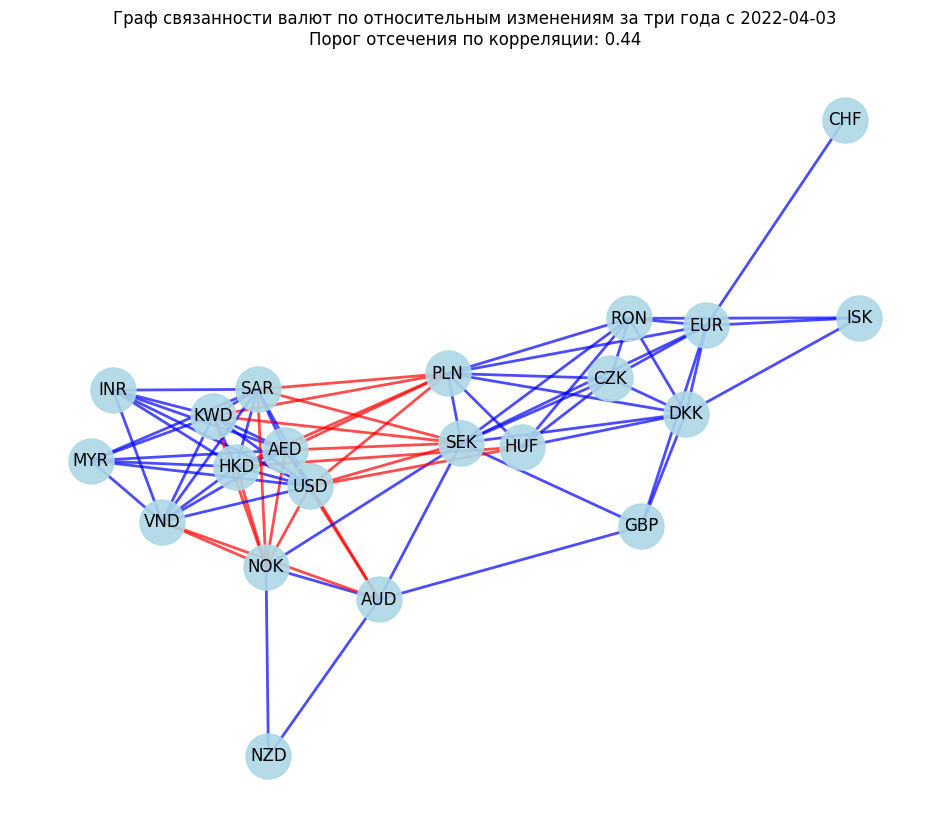 Граф связанности валют по относительным изменениям за три года с 2022-04-03
Порог отсечения по корреляции: 0.44
CHF
RON
EUR
ISK
PLN
CZK
INR
SAR
KWD
DKK
AED
SEK
HUF
MYR
HKD
USD
VND
GBP
NOK
AUD
NZD